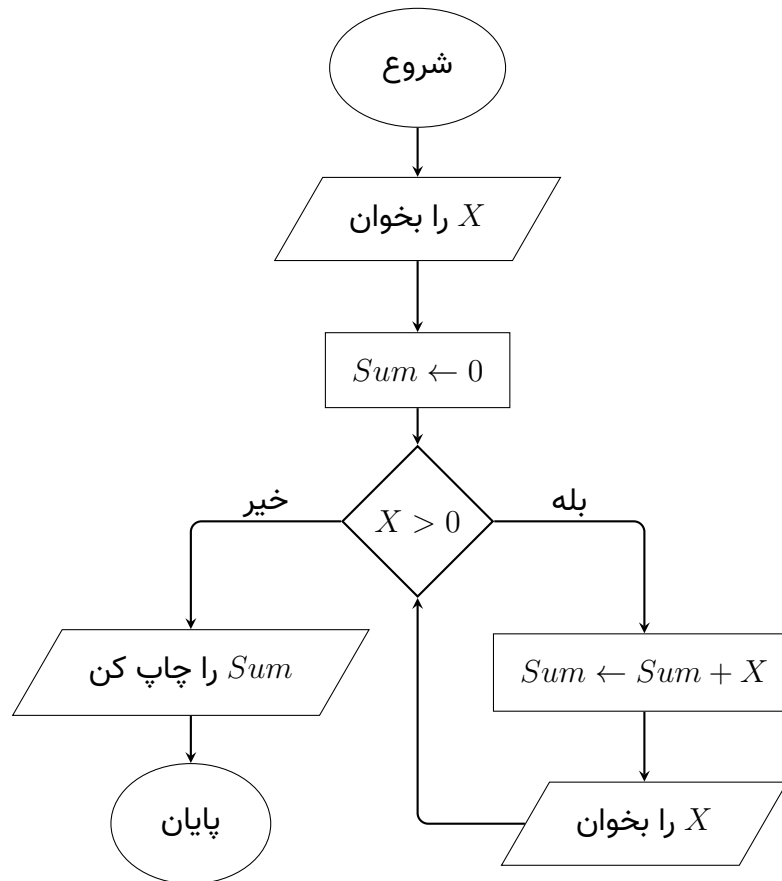 شروع
X را بخوان
Sum ← 0
X > 0
بله
خیر
Sum ← Sum + X
Sum را چاپ کن
X را بخوان
پایان